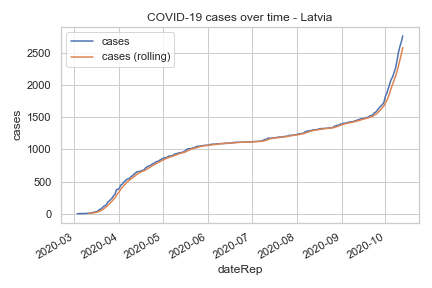 COVID-19 cases over time - Latvia
cases
cases (rolling)
2500
2000
1500
1000
500
0
cases
2020-03
2020-04
2020-05
2020-06
2020-07
2020-08
2020-09
2020-10
dateRep